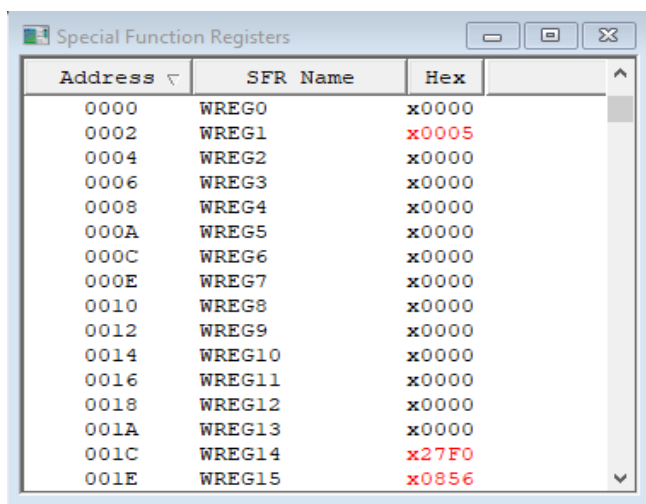 Special Function Registers
Address SFR Name Hex
0000 WREG0 x0000
0002 WREG1 x0005
0004 WREG2 x0000
0006 WREG3 x0000
0008 WREG4 x0000
000A WREG5 x0000
000C WREG6 x0000
000E WREG7 x0000
0010 WREG8 x0000
0012 WREG9 x0000
0014 WREG10 x0000
0016 WREG11 x0000
0018 WREG12 x0000
001A WREG13 x0000
001C WREG14 x27F0
001E WREG15 x0856